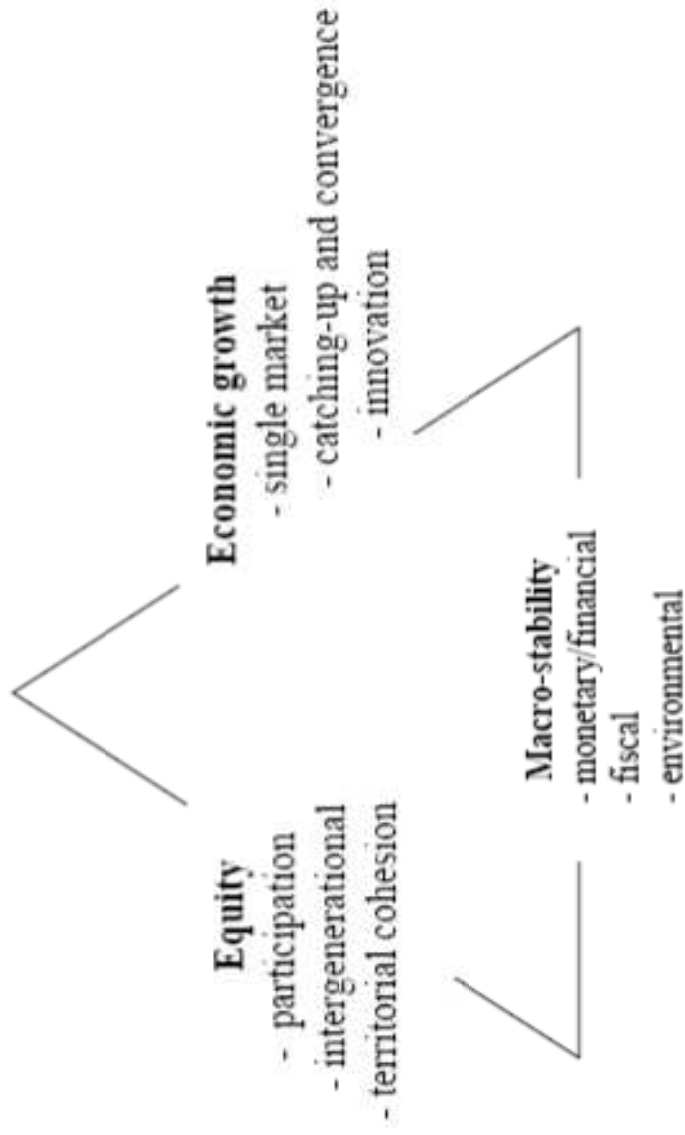 Equity
- participation
- intergenerational
- territorial cohesion
Economic growth
- single market
- catching-up and convergence
- innovation
Macro-stability
- monetary/financial
- fiscal
- environmental